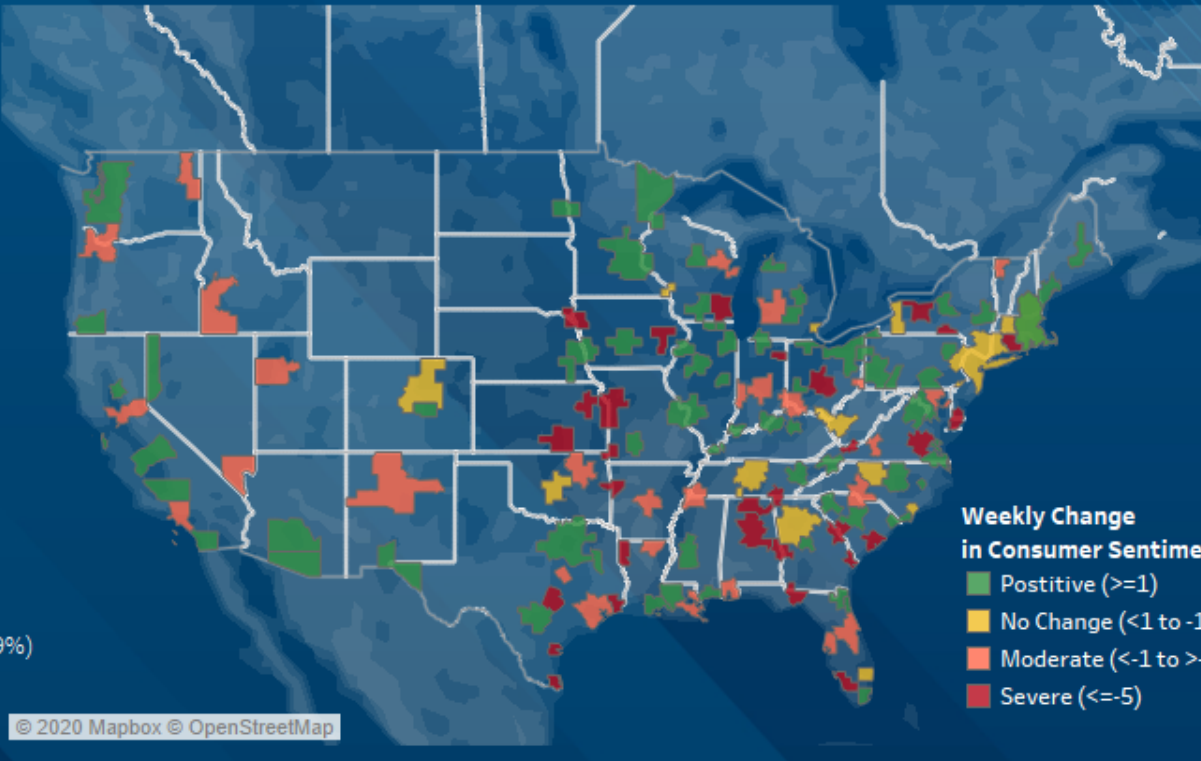 Weekly Change
in Consumer Sentime
Postitive (>=1)
No Change (<1 to -1
Moderate (<-1 to >-
9%)
Severe (<=-5)
© 2020 Mapbox © OpenStreetMap